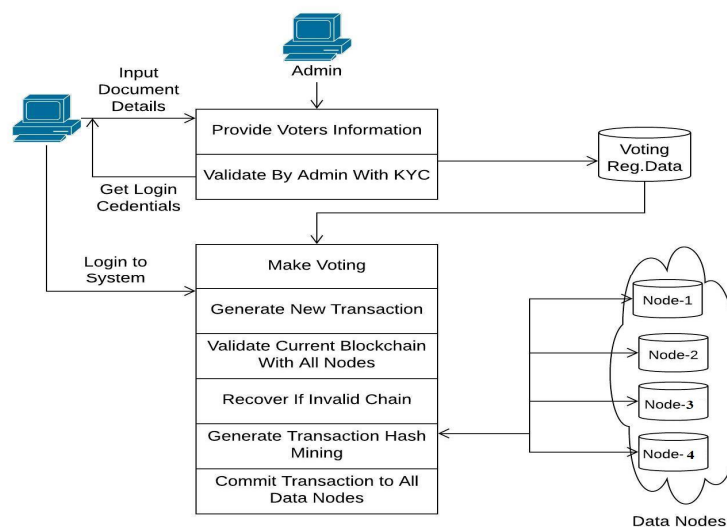 Admin
Input
Document
Details
Provide Voters Information
Validate By Admin With KYC
Voting
Reg.Data
Get Login
Cedentials
Login to
System
Make Voting
Generate New Transaction
Validate Current Blockchain
With All Nodes
Recover If Invalid Chain
Generate Transaction Hash
Mining
Commit Transaction to All
Data Nodes
Node-1
Node-2
Node-3
Node-4
Data Nodes